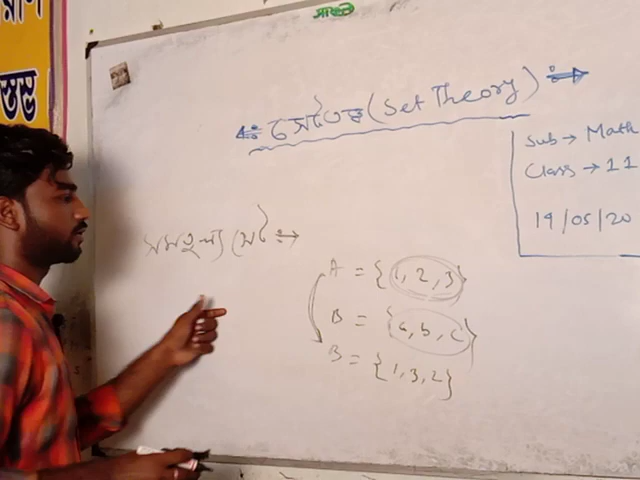 সেটতত্ত্ব (Set Theory)
Sub → Math
Class → 11
19/05/20
সমতুল্য সেট :→
A = {1, 2, 3}
B = {a, b, c}
B = {1, 3, 2}